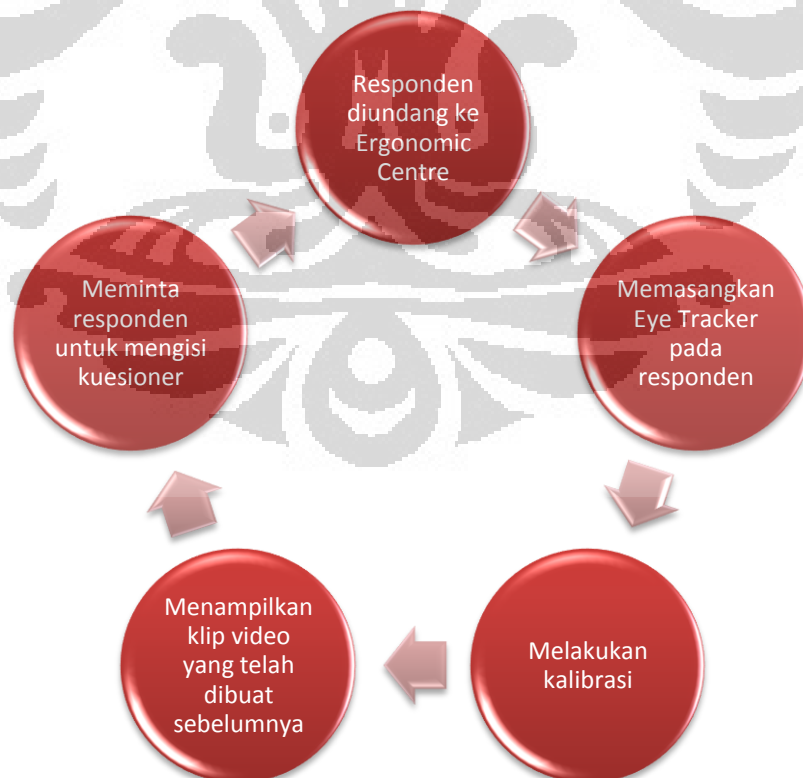 Responden
diundang ke
Ergonomic
Centre
Memasangkan
Eye Tracker
pada
responden
Melakukan
kalibrasi
Menampilkan
klip video
yang telah
dibuat
sebelumnya
Meminta
responden
untuk mengisi
kuesioner